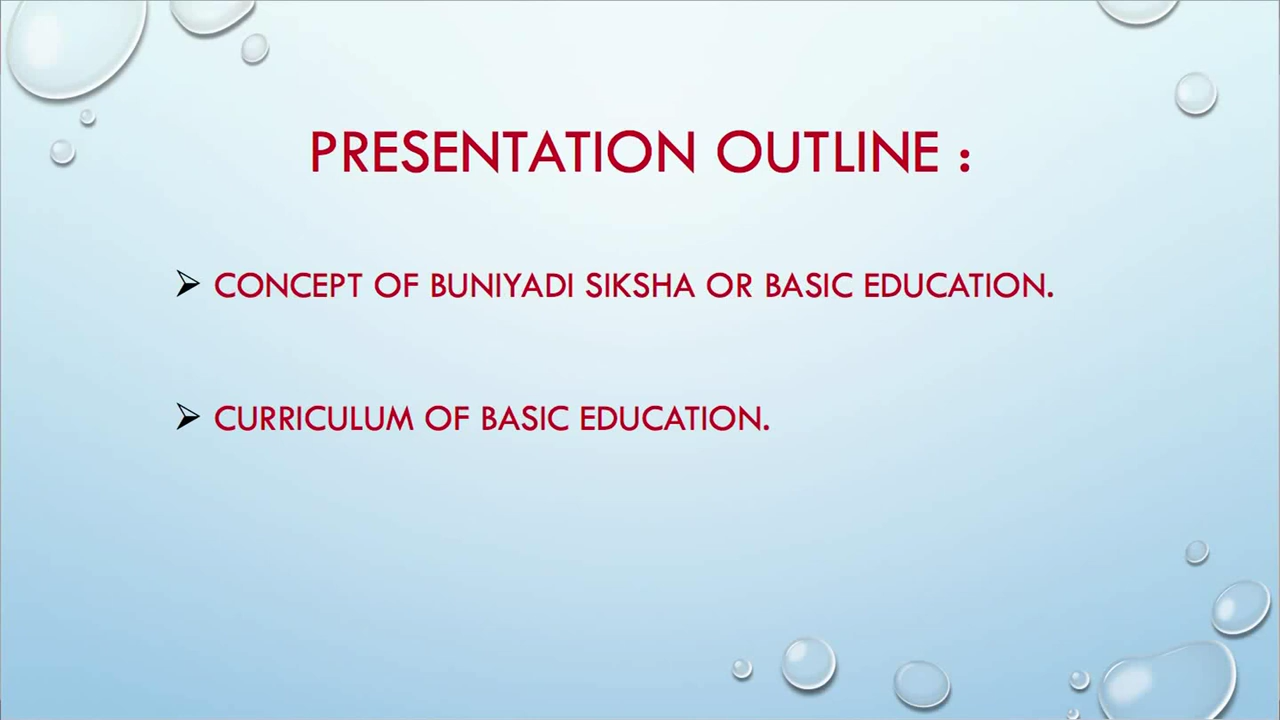 PRESENTATION OUTLINE :
➢ CONCEPT OF BUNIYADI SIKSHA OR BASIC EDUCATION.
➢ CURRICULUM OF BASIC EDUCATION.